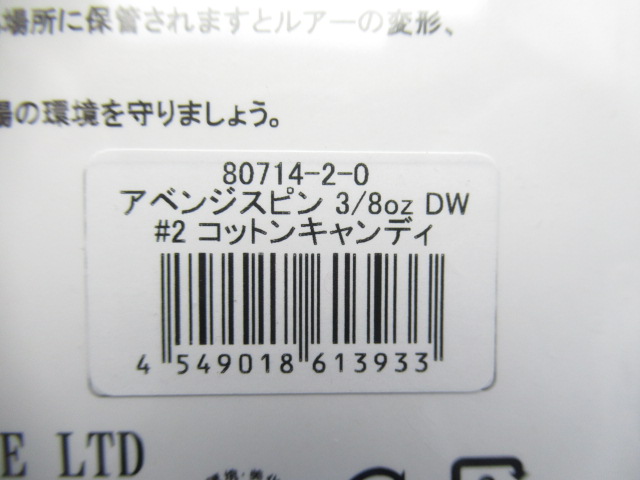 場所に保管されますとルアーの変形、
の環境を守りましょう。
80714-2-0
アベンジスピン 3/8oz DW
#2 コットンキャンディ
4 549018 613933
E LTD